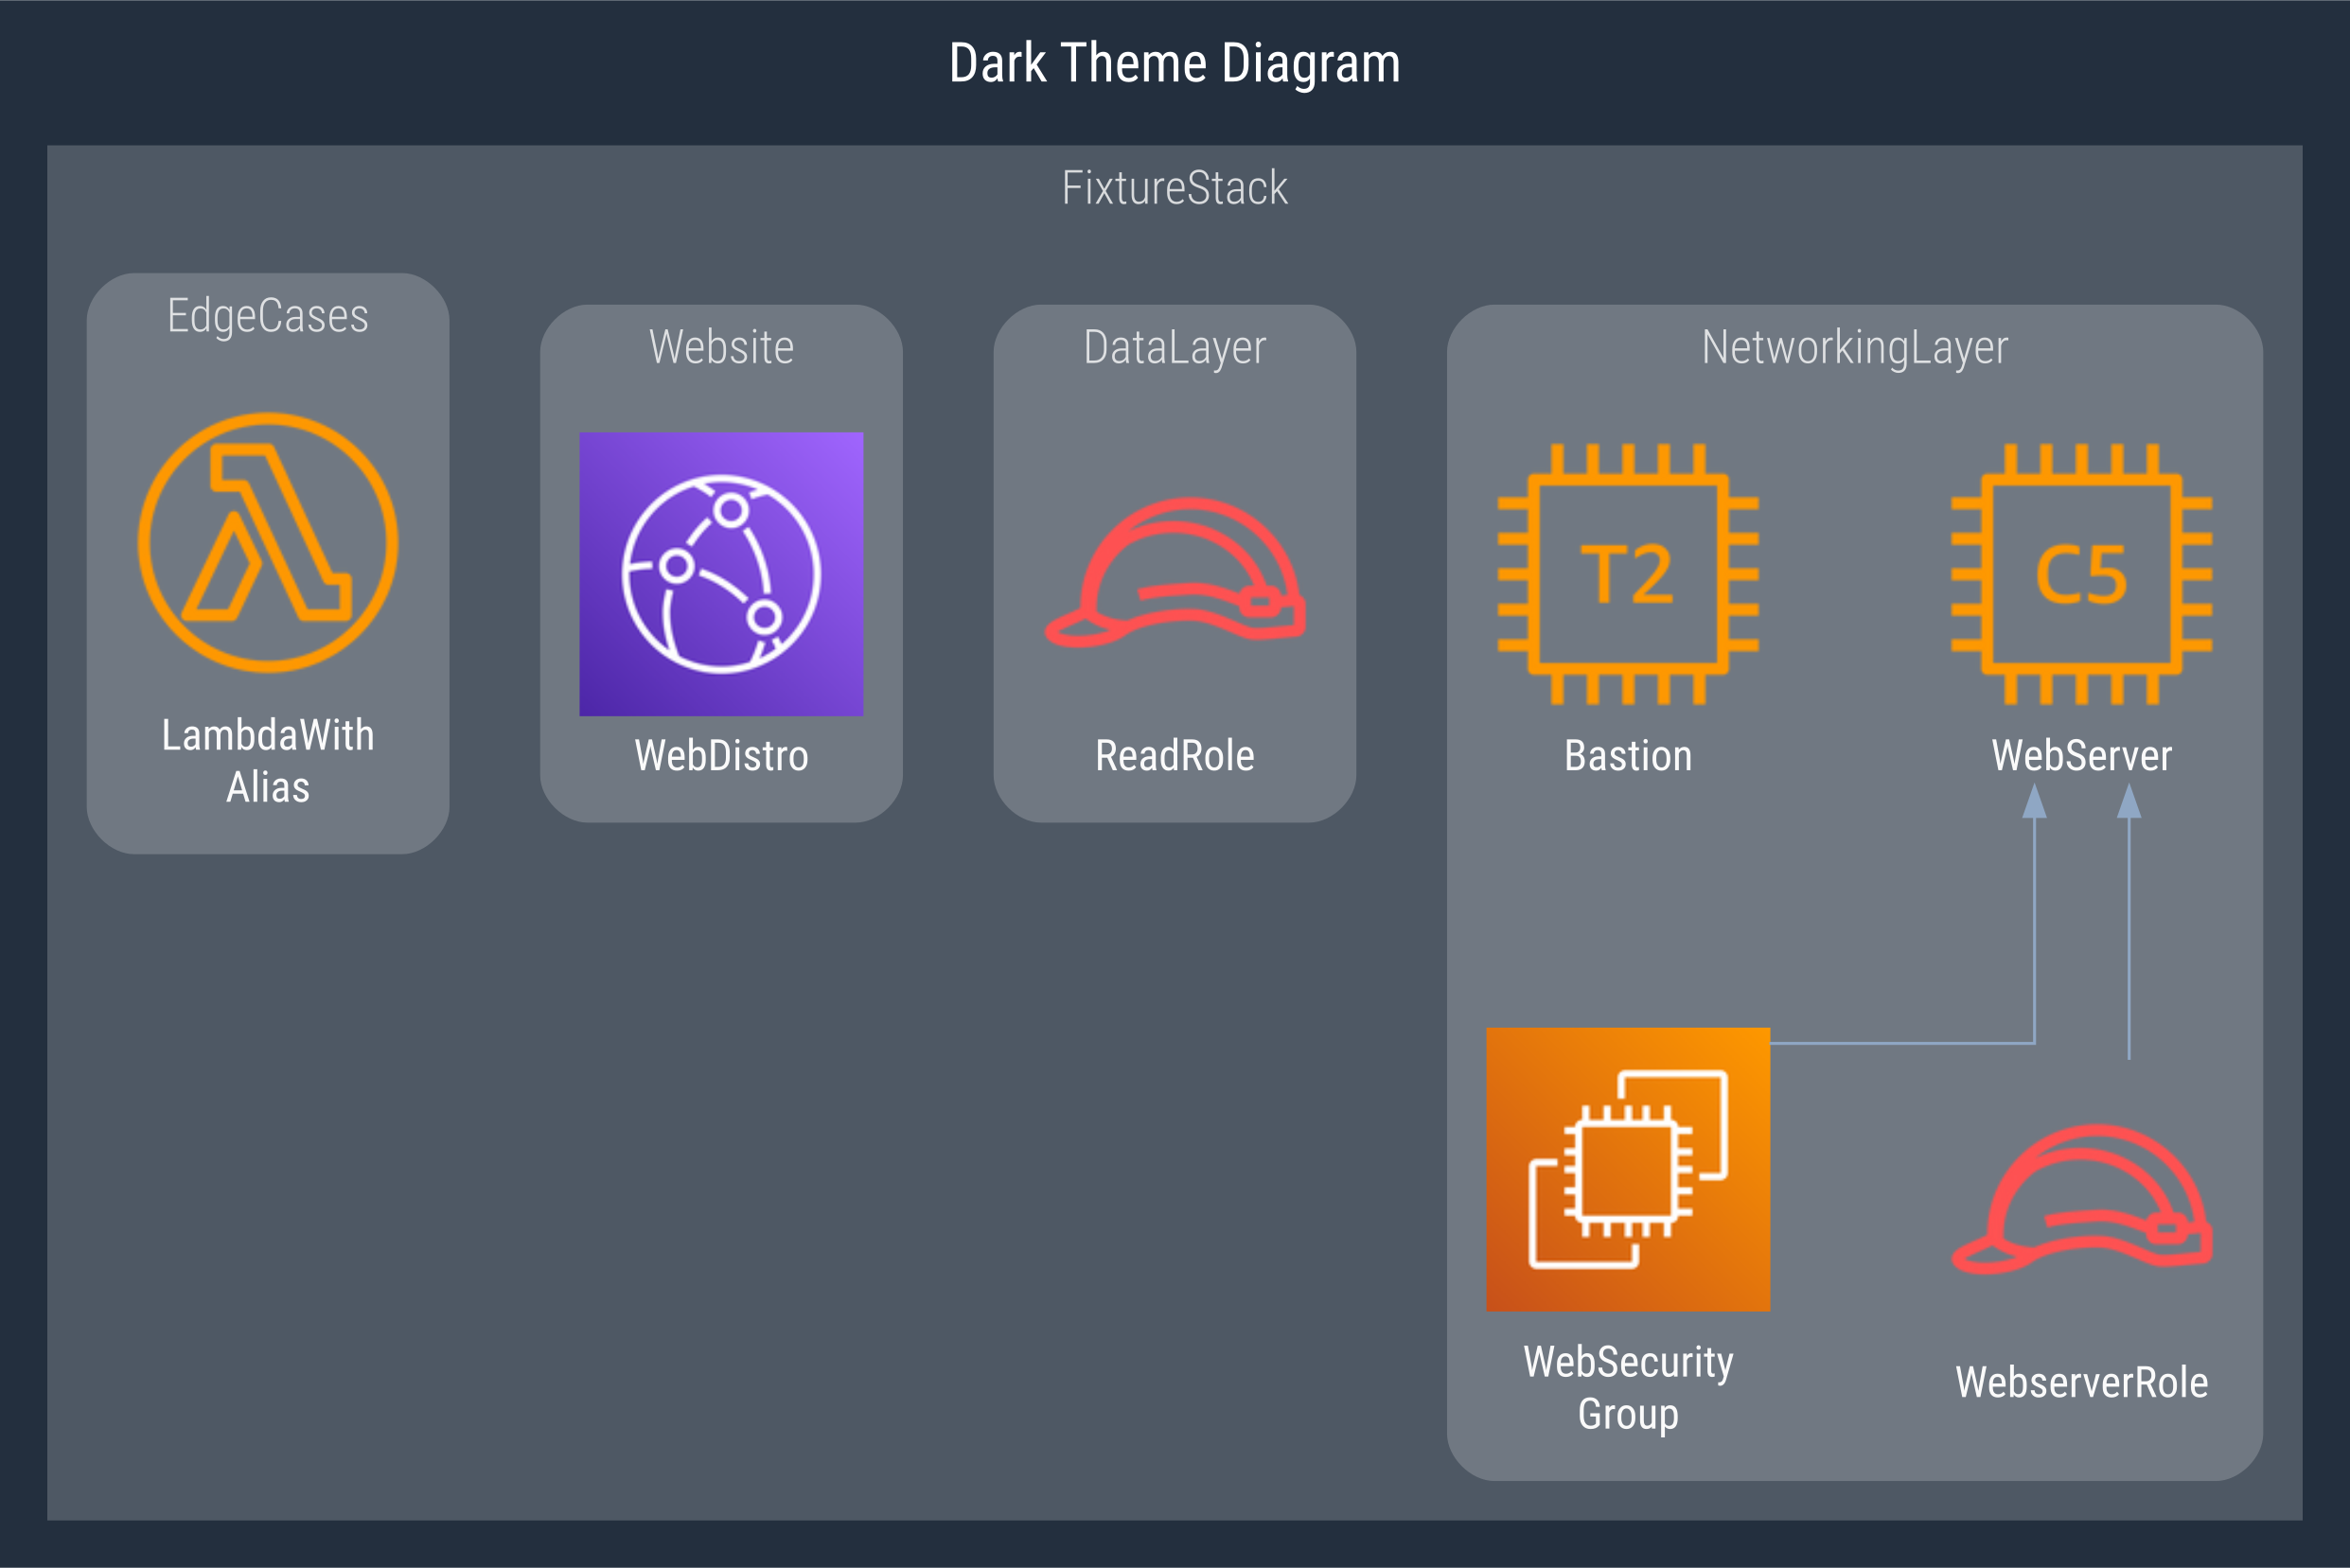 Dark Theme Diagram
FixtureStack
EdgeCases
Website
DataLayer
NetworkingLayer
T2
C5
LambdaWith
Alias
WebDistro
ReadRole
Bastion
WebServer
WebSecurity
Group
WebserverRole